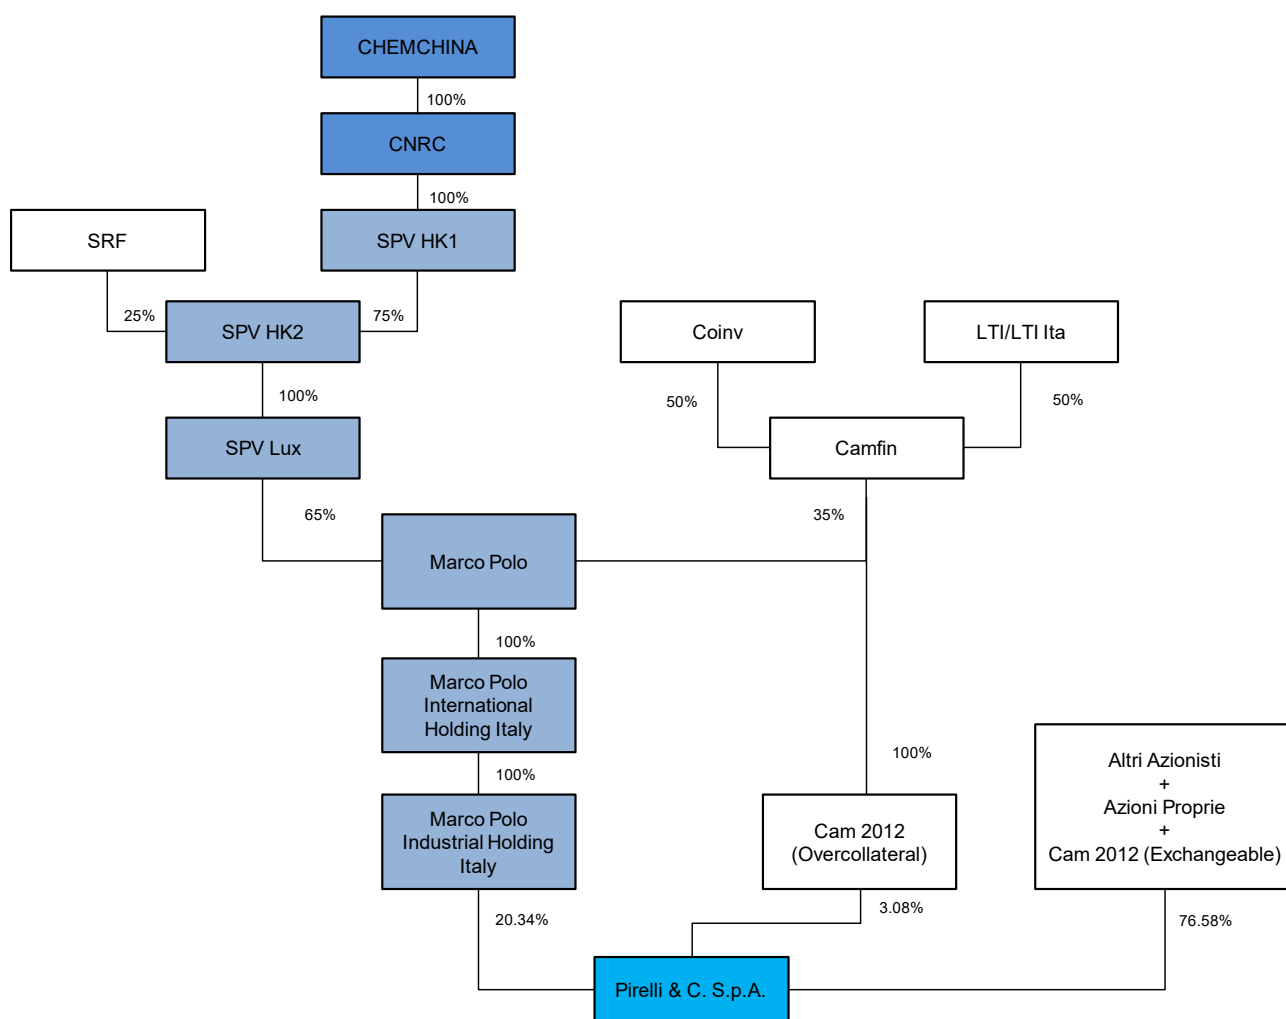 CHEMCHINA
100%
CNRC
100%
SRF
SPV HK1
25%
SPV HK2
75%
Coinv
LTI/LTI Ita
100%
50%
50%
SPV Lux
Camfin
65%
35%
Marco Polo
100%
Marco Polo
International
Holding Italy
100%
100%
Altri Azionisti
+
Azioni Proprie
+
Cam 2012 (Exchangeable)
Marco Polo
Industrial Holding
Italy
Cam 2012
(Overcollateral)
20.34%
3.08%
76.58%
Pirelli & C. S.p.A.